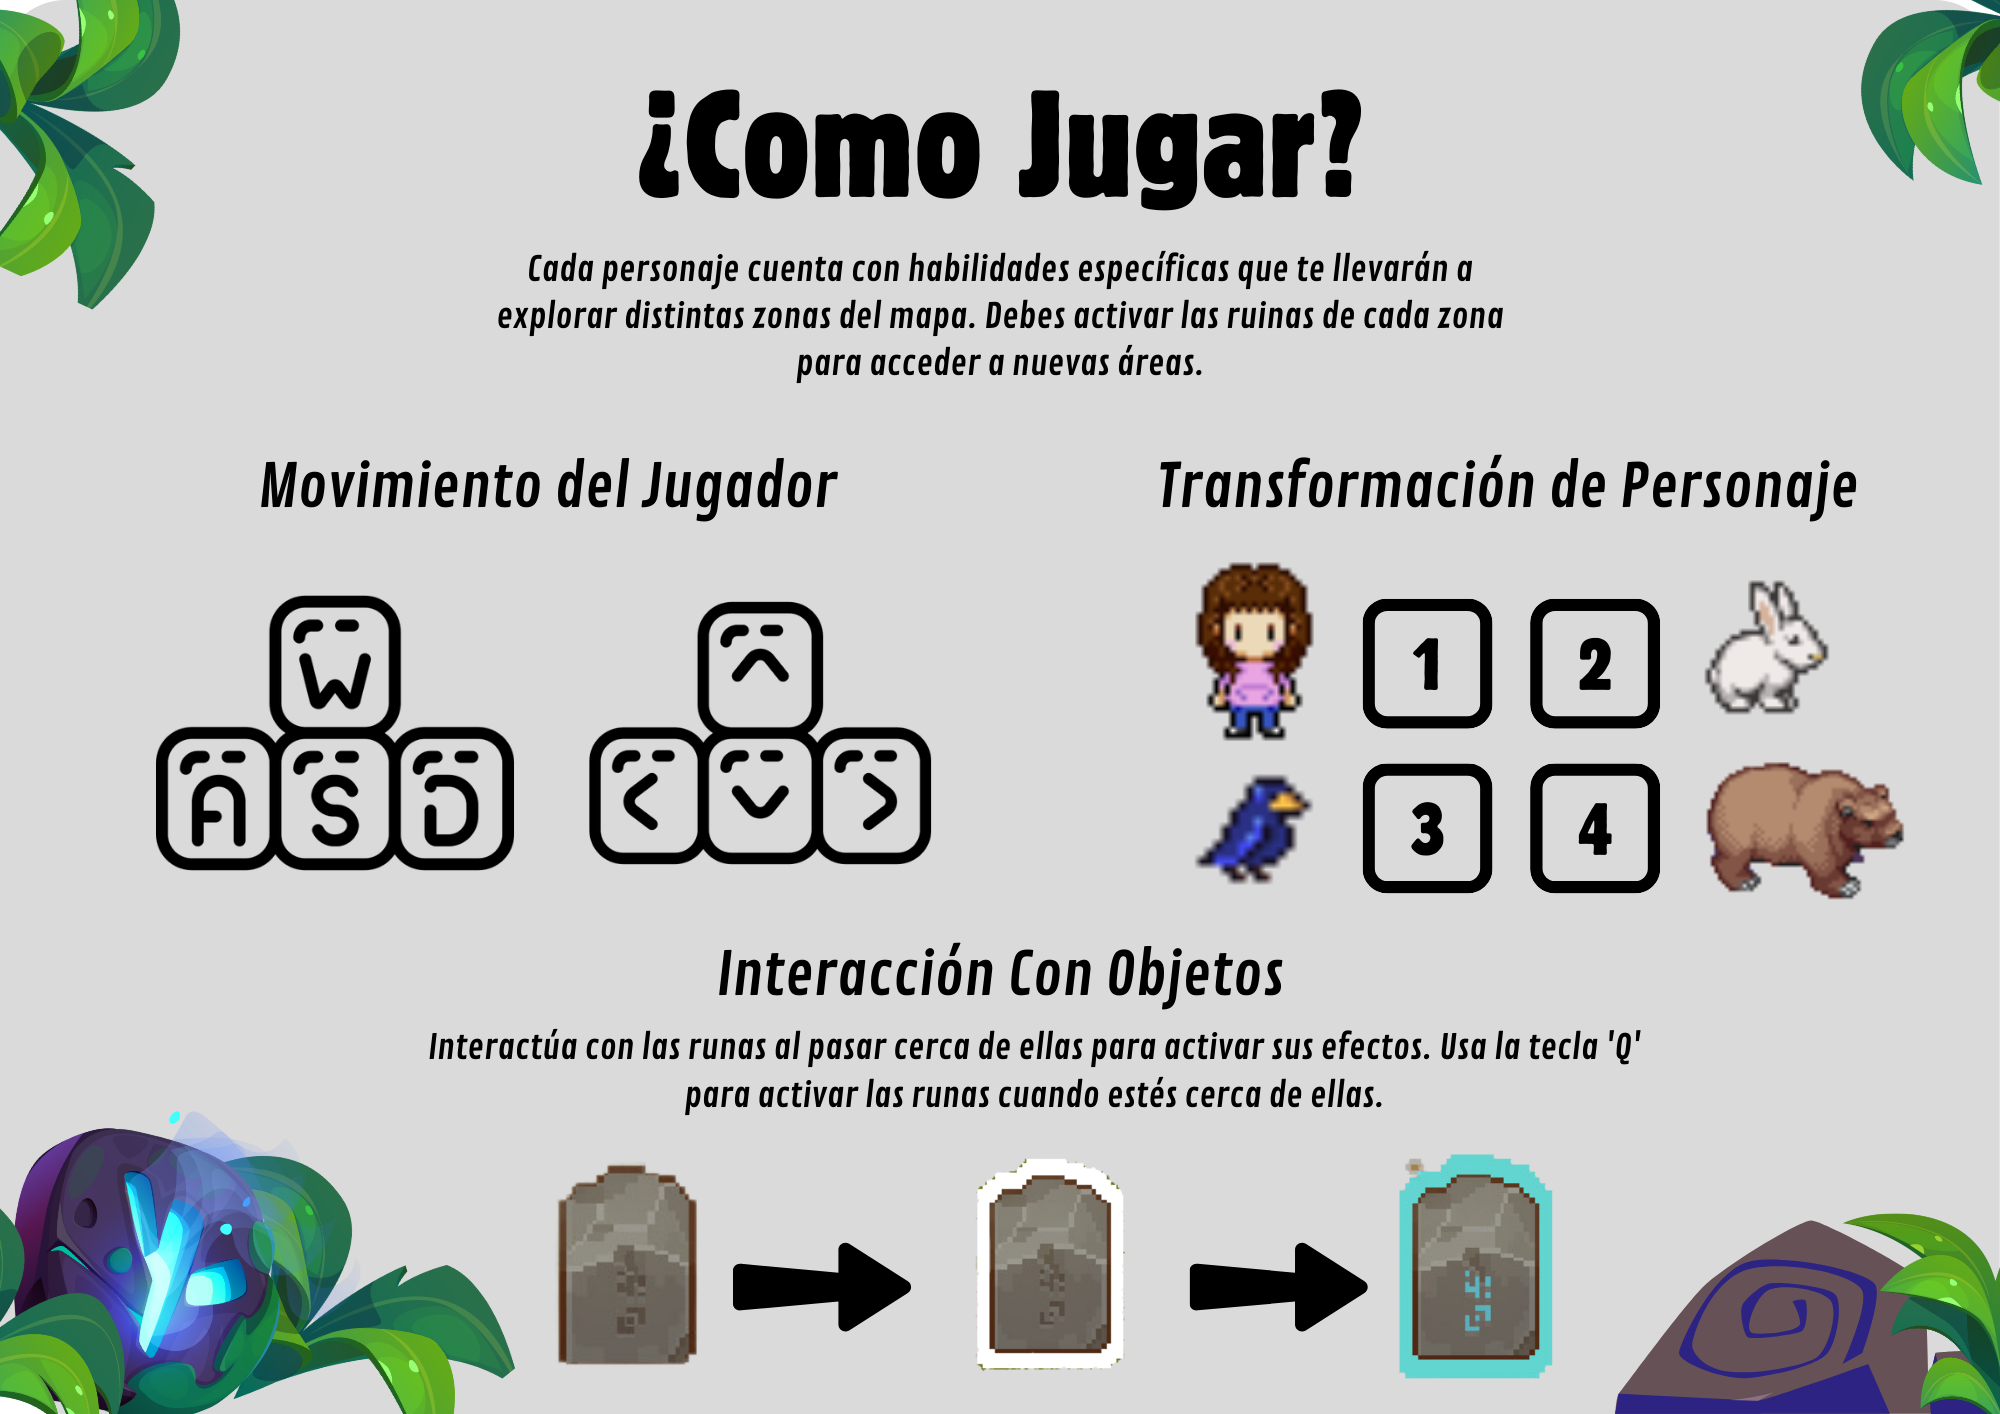 ¿Como Jugar?
Cada personaje cuenta con habilidades específicas que te llevarán a
explorar distintas zonas del mapa. Debes activar las ruinas de cada zona
para acceder a nuevas áreas.
Movimiento del Jugador
Transformación de Personaje
W
A S D
^
< v >
1 2
3 4
Interacción Con Objetos
Interactúa con las runas al pasar cerca de ellas para activar sus efectos. Usa la tecla 'Q'
para activar las runas cuando estés cerca de ellas.